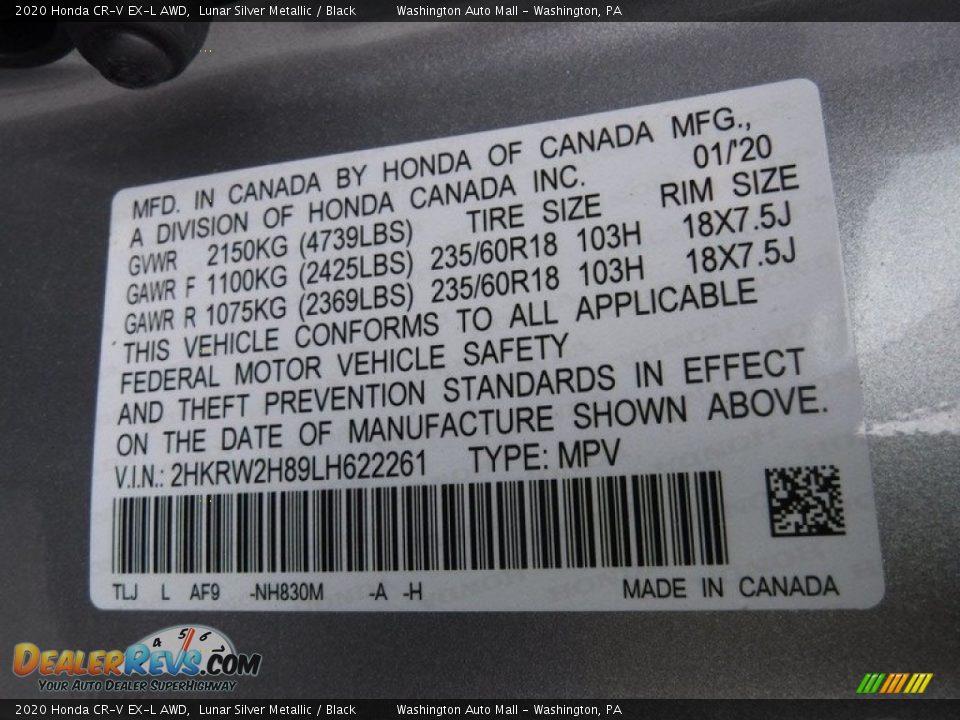 2020 Honda CR-V EX-L AWD, Lunar Silver Metallic / Black Washington Auto Mall - Washington, PA
MFD. IN CANADA BY HONDA OF CANADA MFG.,
A DIVISION OF HONDA CANADA INC. 01/'20
GVWR 2150KG (4739LBS) TIRE SIZE RIM SIZE
GAWR F 1100KG (2425LBS) 235/60R18 103H 18X7.5J
GAWR R 1075KG (2369LBS) 235/60R18 103H 18X7.5J
THIS VEHICLE CONFORMS TO ALL APPLICABLE
FEDERAL MOTOR VEHICLE SAFETY
AND THEFT PREVENTION STANDARDS IN EFFECT
ON THE DATE OF MANUFACTURE SHOWN ABOVE.
V.I.N.: 2HKRW2H89LH622261 TYPE: MPV
TLJ L AF9 -NH830M -A -H MADE IN CANADA
4 5 6
DEALERREVS.COM
YOUR AUTO DEALER SUPERHIGHWAY
2020 Honda CR-V EX-L AWD, Lunar Silver Metallic / Black Washington Auto Mall - Washington, PA